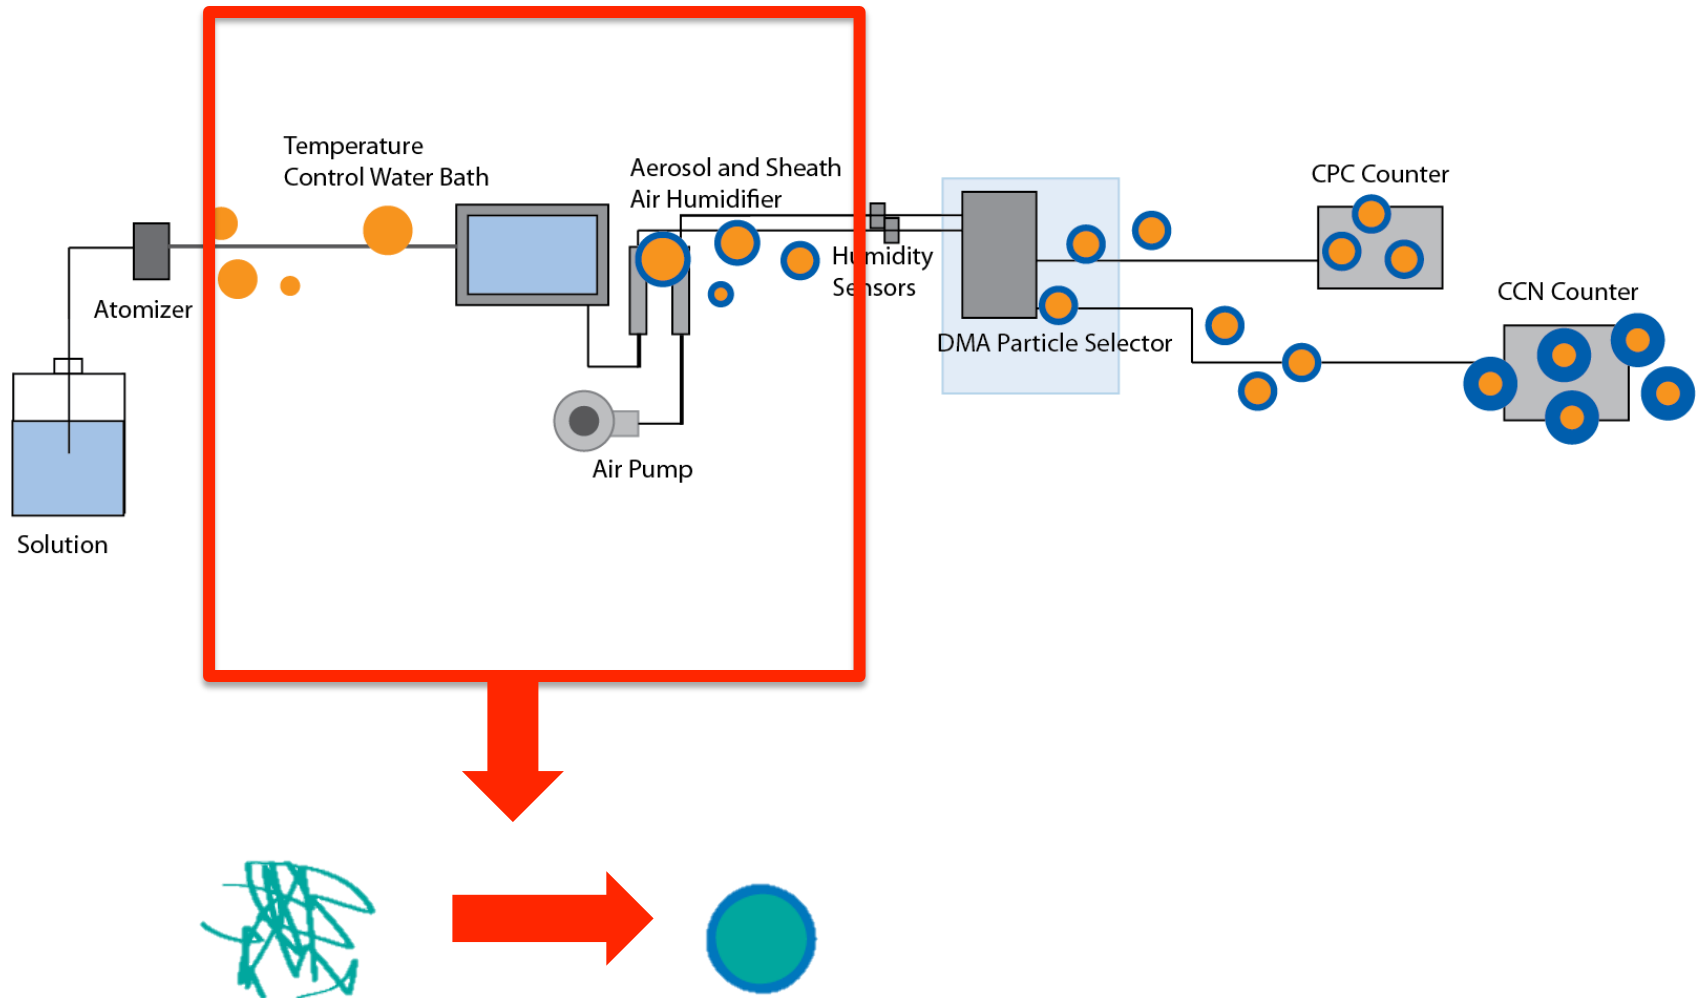 Temperature
Control Water Bath
Aerosol and Sheath
Air Humidifier
CPC Counter
Humidity
Sensors
CCN Counter
Atomizer
DMA Particle Selector
Air Pump
Solution